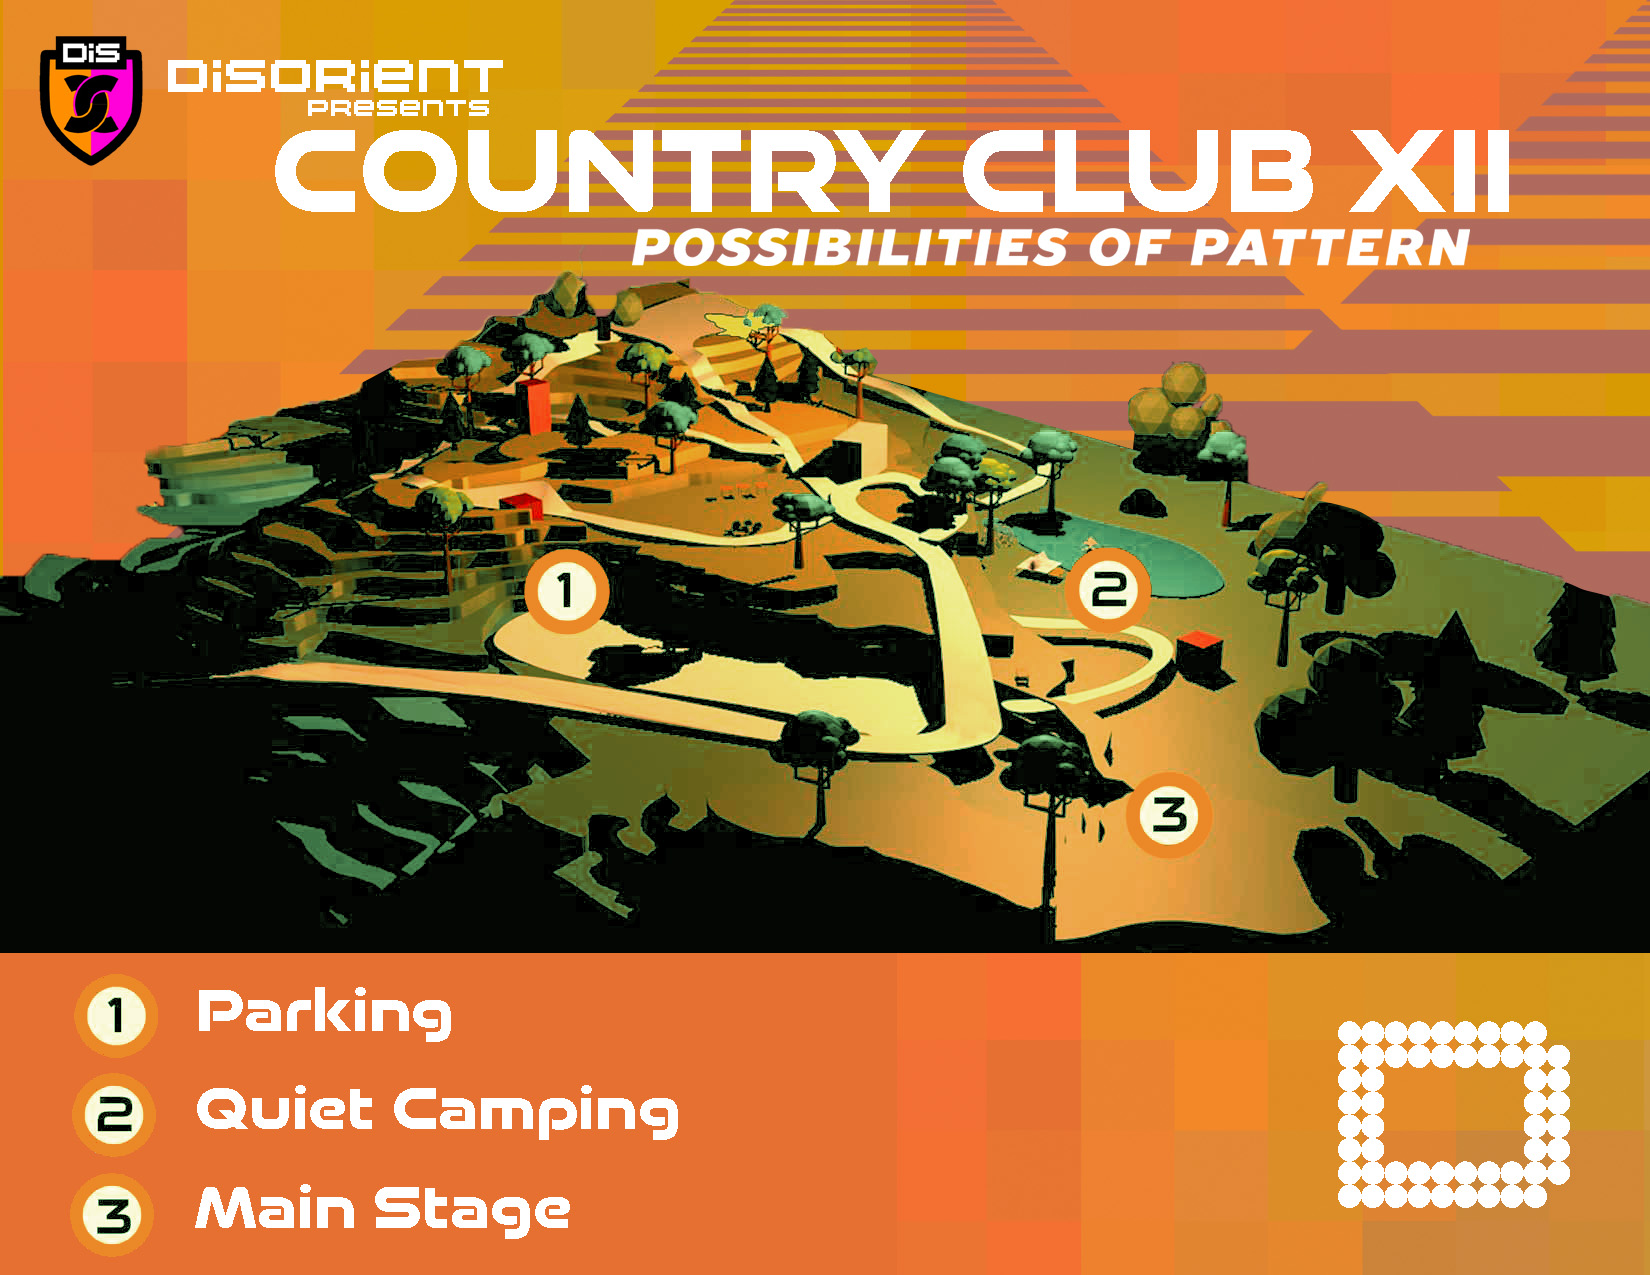 DiS
DiSORiENT
PRESENTS
COUNTRY CLUB XII
POSSIBILITIES OF PATTERN
1
2
3
1 Parking
2 Quiet Camping
3 Main Stage